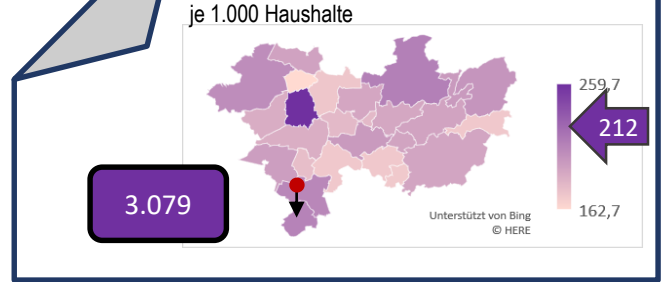 je 1.000 Haushalte
259,7
212
3.079
Unterstützt von Bing
© HERE
162,7